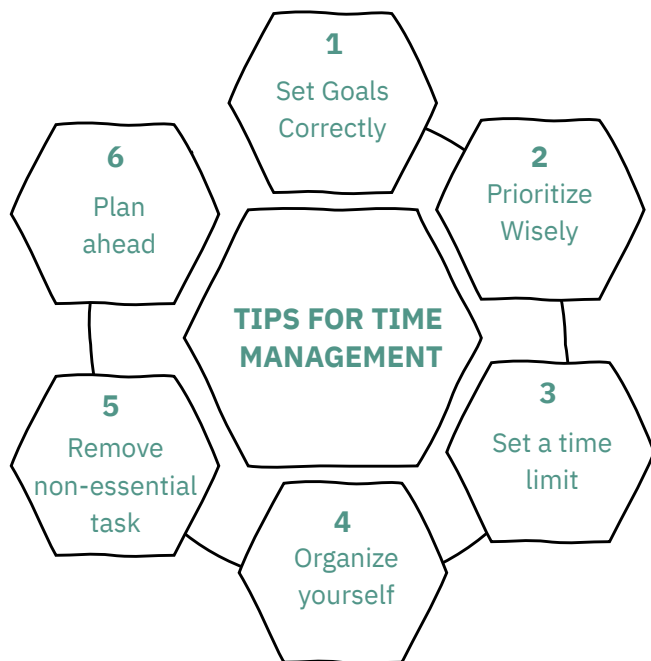 TIPS FOR TIME
MANAGEMENT
1
Set Goals
Correctly
2
Prioritize
Wisely
3
Set a time
limit
4
Organize
yourself
5
Remove
non-essential
task
6
Plan
ahead